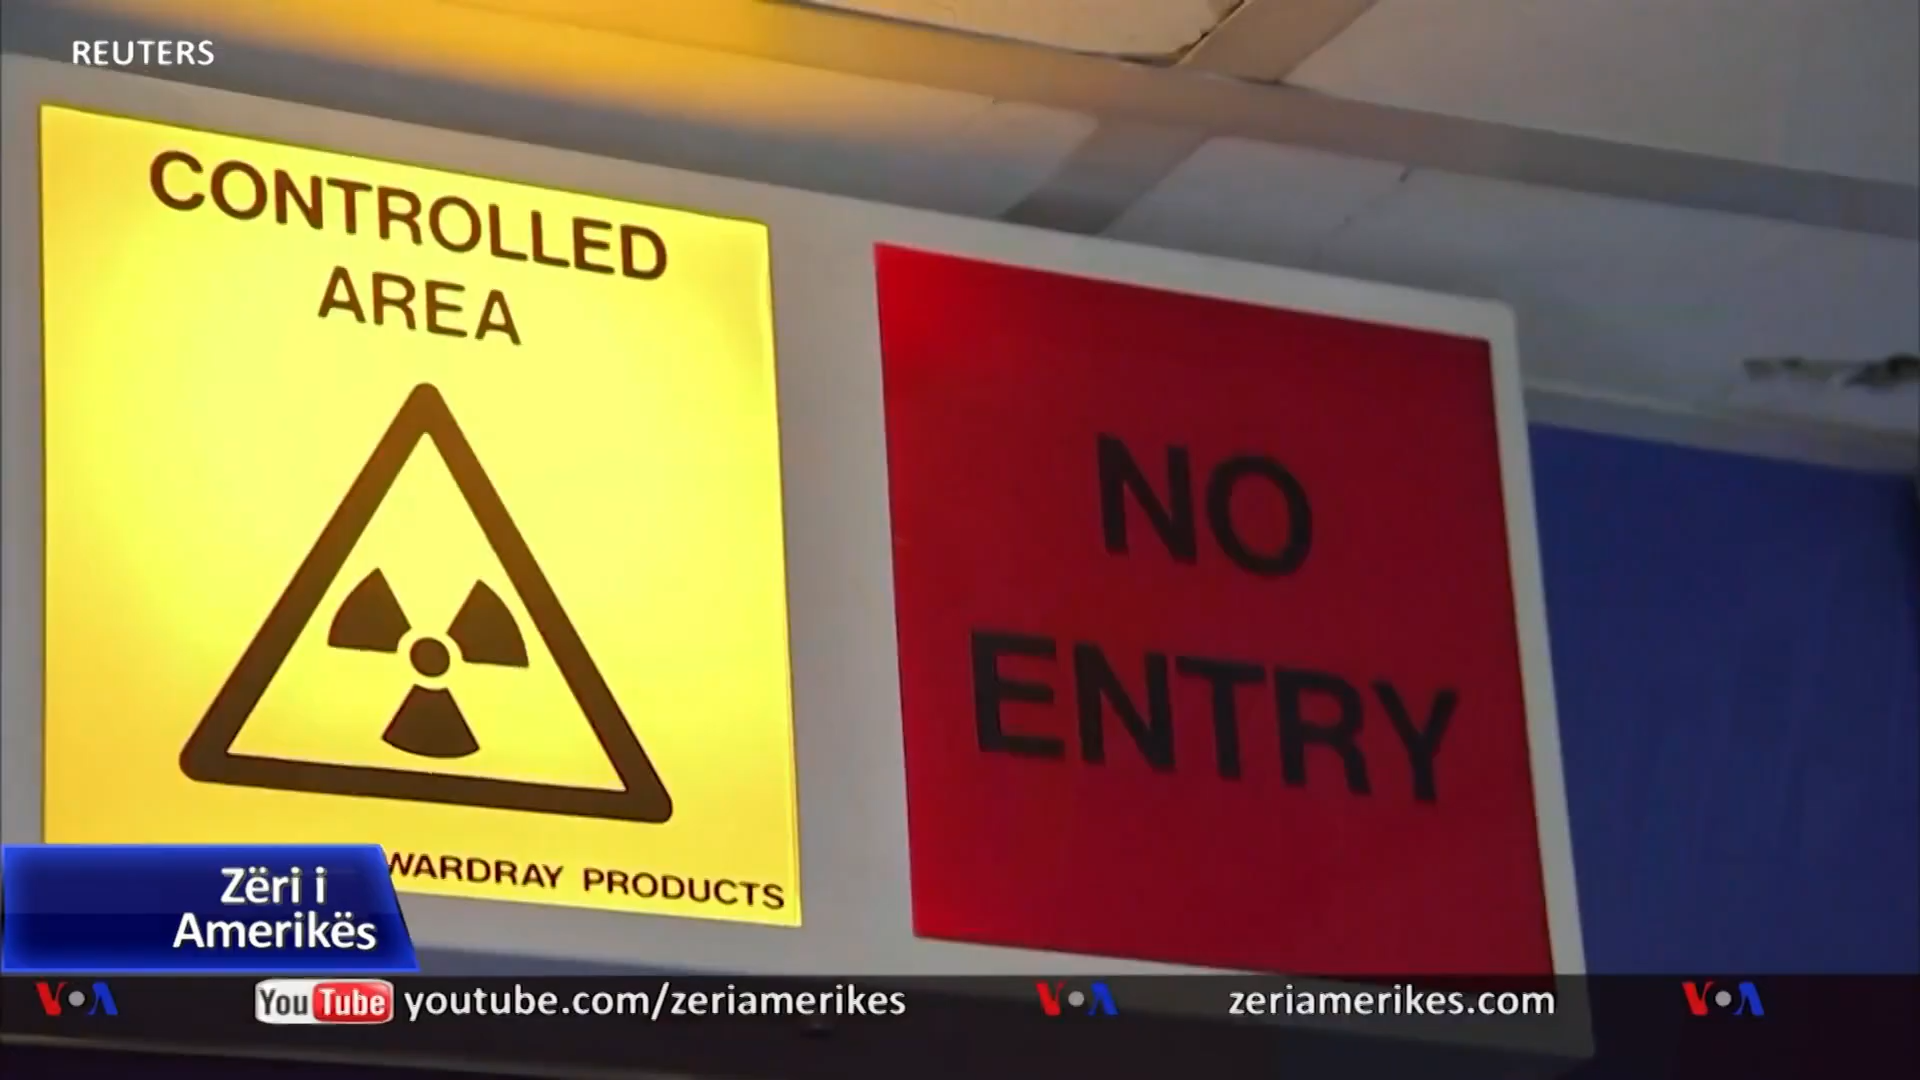 REUTERS
CONTROLLED
AREA
WARDRAY PRODUCTS
NO
ENTRY
Zëri i
Amerikës
VOA
YouTube youtube.com/zeriamerikes
VOA
zeriamerikes.com
VOA